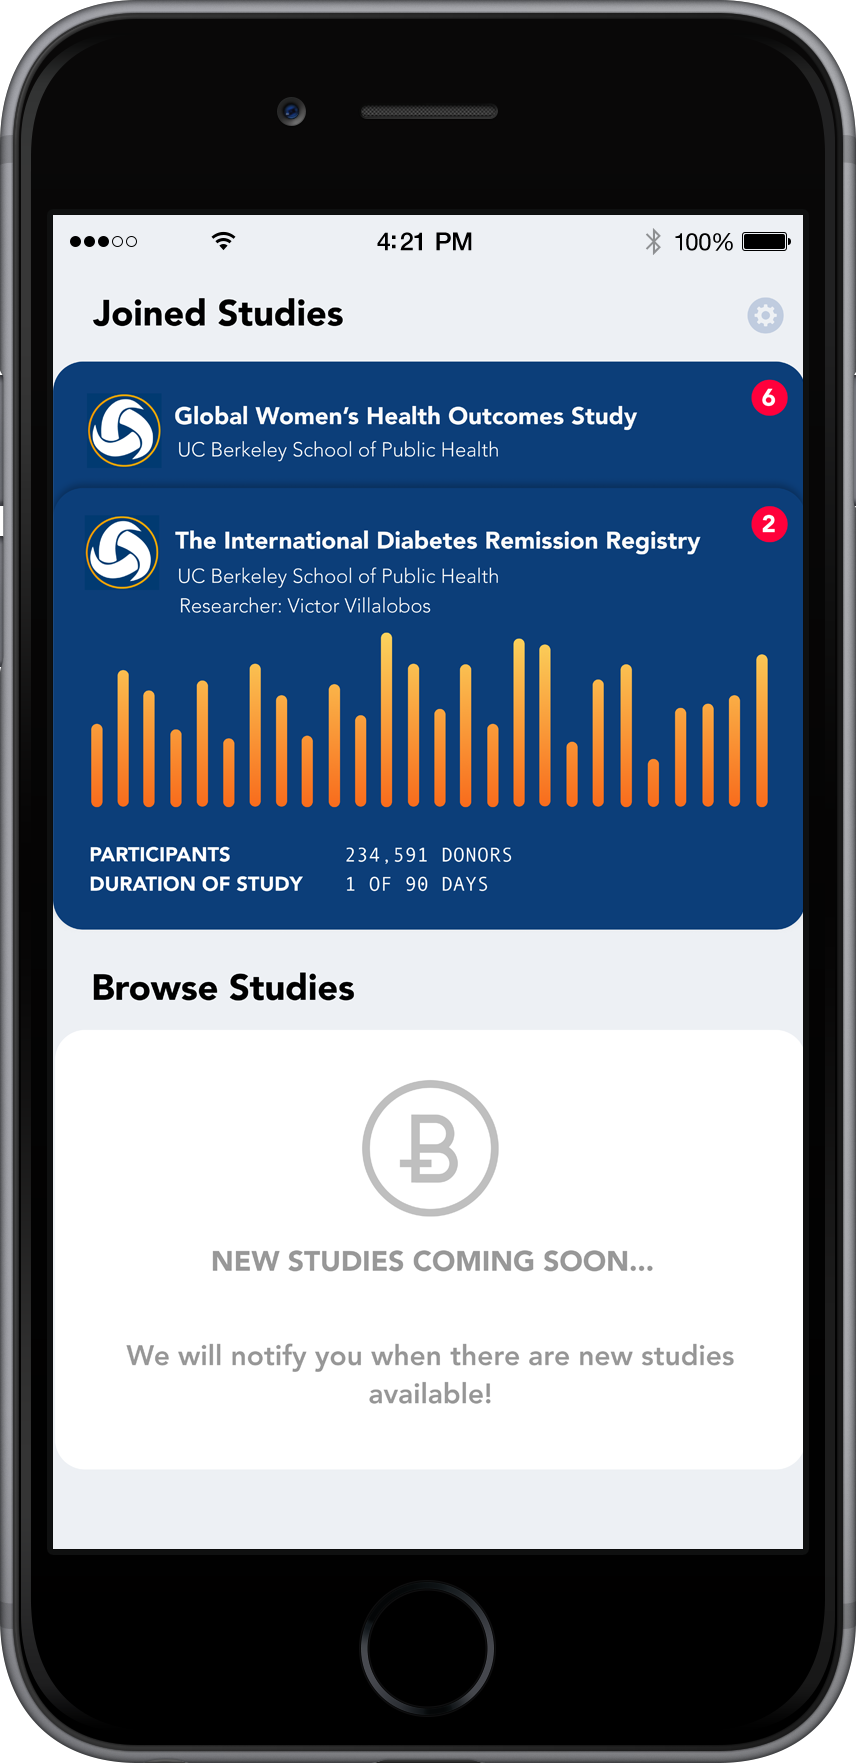 4:21 PM
100%
Joined Studies
Global Women’s Health Outcomes Study
6
UC Berkeley School of Public Health
The International Diabetes Remission Registry
2
UC Berkeley School of Public Health
Researcher: Victor Villalobos
PARTICIPANTS 234,591 DONORS
DURATION OF STUDY 1 OF 90 DAYS
Browse Studies
NEW STUDIES COMING SOON...
We will notify you when there are new studies
available!